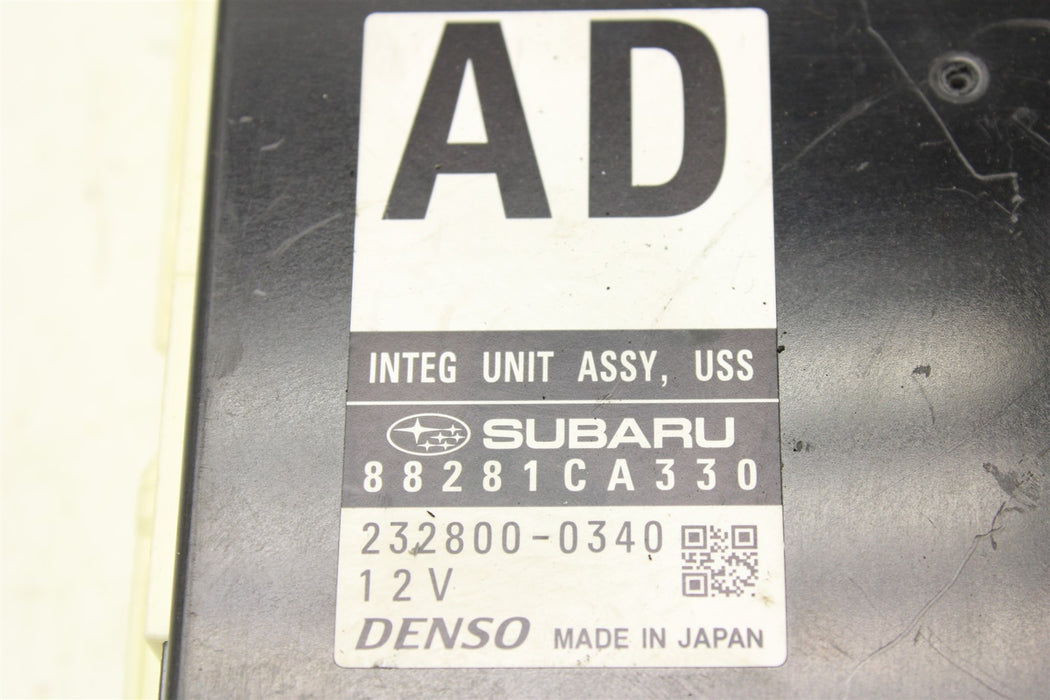 AD
INTEG UNIT ASSY, USS
SUBARU
88281CA330
232800-0340
12V
DENSO MADE IN JAPAN